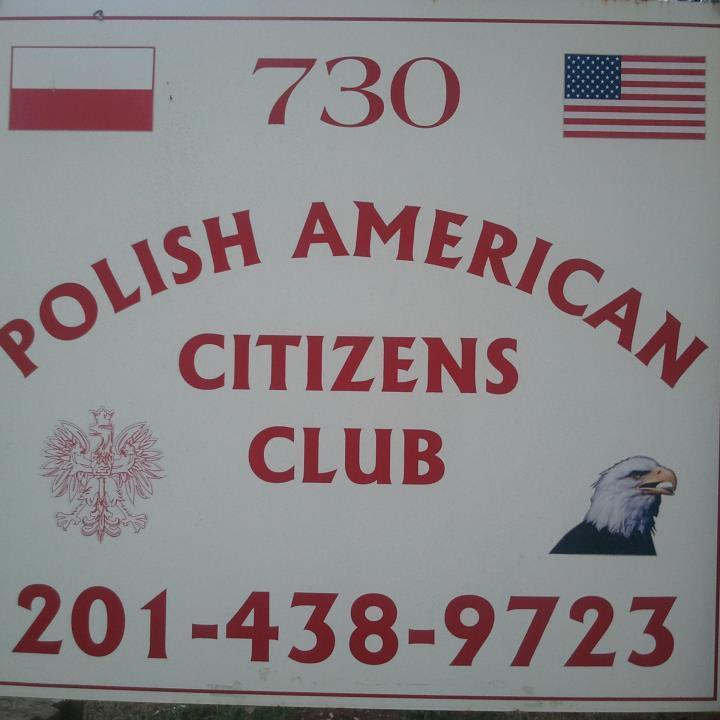 730
POLISH AMERICAN
CITIZENS
CLUB
201-438-9723